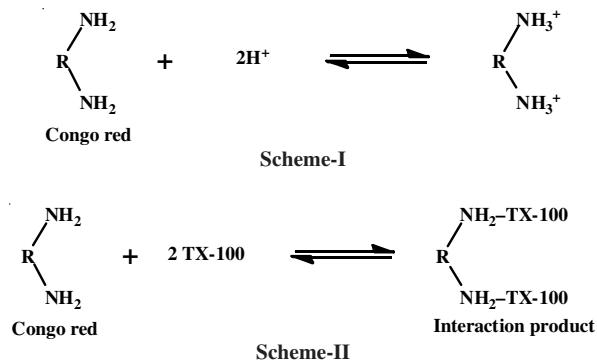 NH₂ NH₃⁺
R + 2H⁺ R
NH₂ NH₃⁺
Congo red
Scheme-I
NH₂ NH₂–TX-100
R + 2 TX-100 R
NH₂ NH₂–TX-100
Congo red Interaction product
Scheme-II